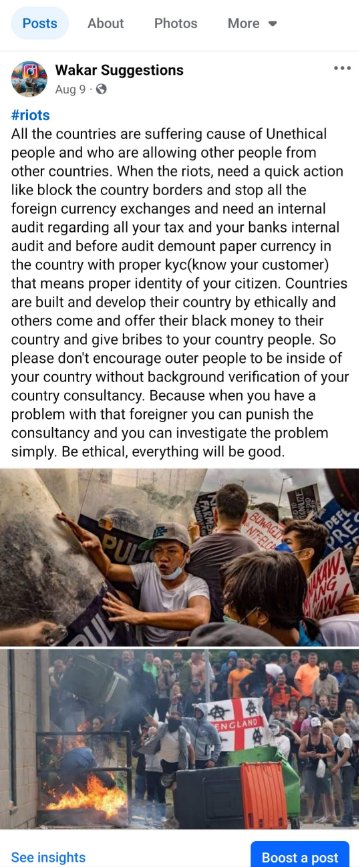 Posts About Photos More
Wakar Suggestions
Aug 9
#riots
All the countries are suffering cause of Unethical
people and who are allowing other people from
other countries. When the riots, need a quick action
like block the country borders and stop all the
foreign currency exchanges and need an internal
audit regarding all your tax and your banks internal
audit and before audit demount paper currency in
the country with proper kyc(know your customer)
that means proper identity of your citizen. Countries
are built and develop their country by ethically and
others come and offer their black money to their
country and give bribes to your country people. So
please don't encourage outer people to be inside of
your country without background verification of your
country consultancy. Because when you have a
problem with that foreigner you can punish the
consultancy and you can investigate the problem
simply. Be ethical, everything will be good.
PUL
BUWAGIN
ENGLAND
See insights
Boost a post